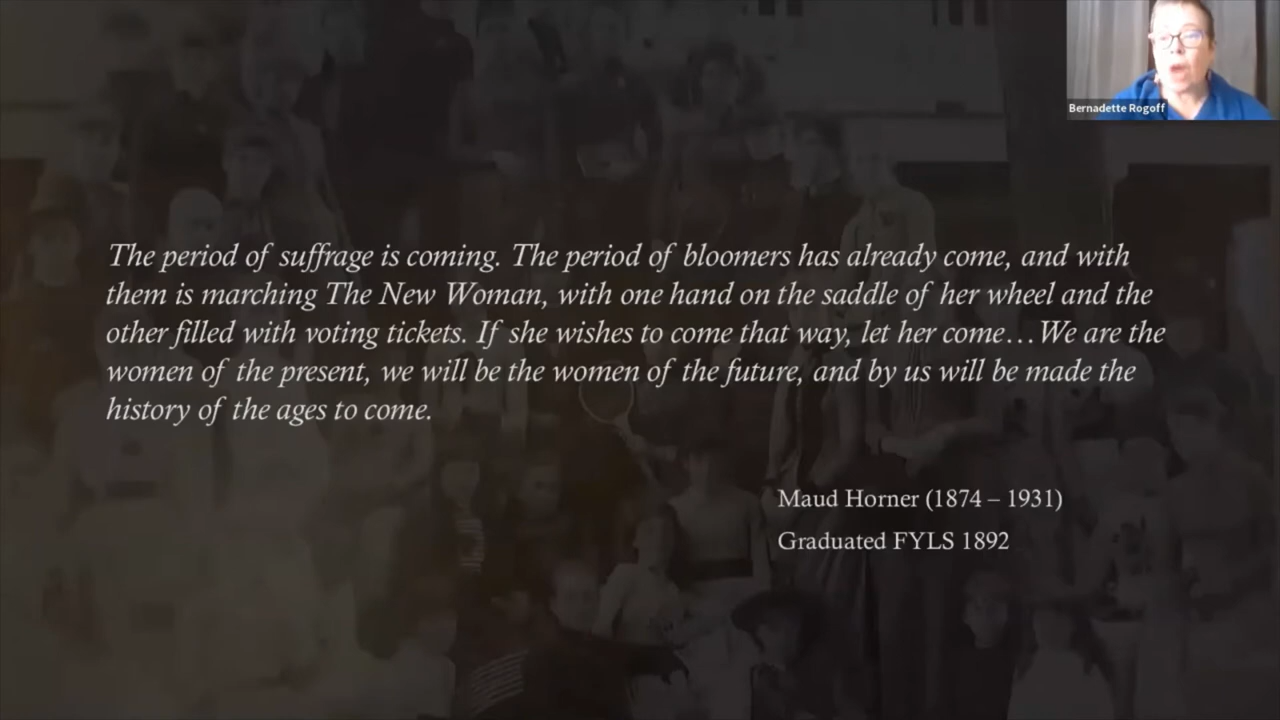 Bernadette Rogoff
The period of suffrage is coming. The period of bloomers has already come, and with
them is marching The New Woman, with one hand on the saddle of her wheel and the
other filled with voting tickets. If she wishes to come that way, let her come…We are the
women of the present, we will be the women of the future, and by us will be made the
history of the ages to come.
Maud Horner (1874 – 1931)
Graduated FYLS 1892